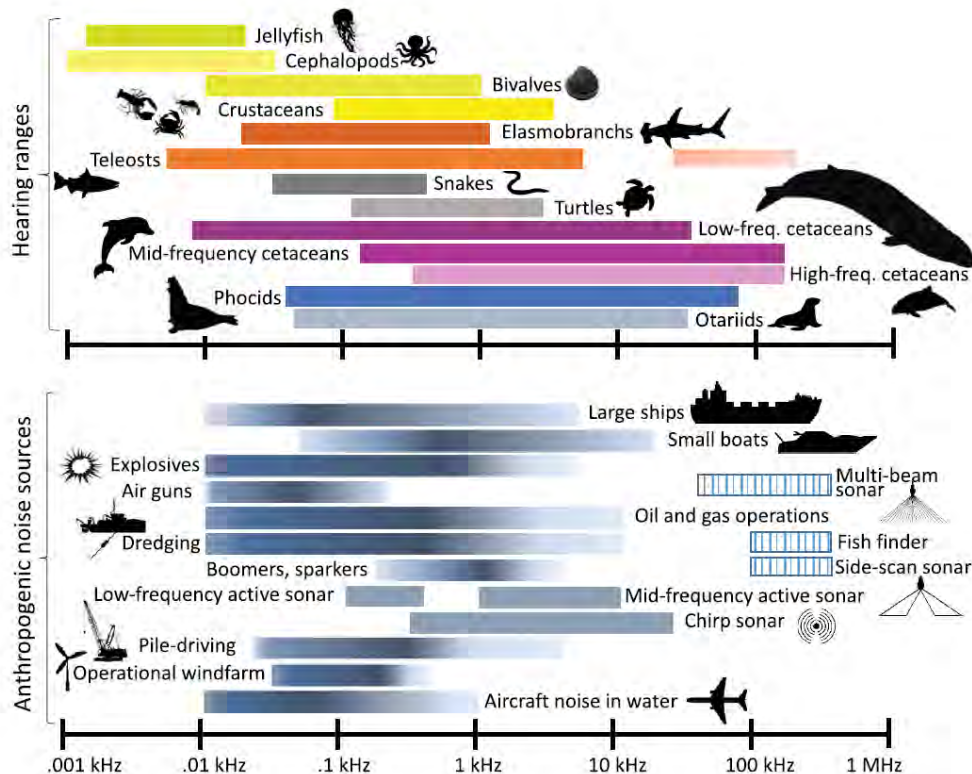 Hearing ranges
Jellyfish
Cephalopods
Bivalves
Crustaceans
Elasmobranchs
Teleosts
Snakes
Turtles
Low-freq. cetaceans
Mid-frequency cetaceans
High-freq. cetaceans
Phocids
Otariids
Anthropogenic noise sources
Large ships
Small boats
Explosives
Multi-beam
sonar
Air guns
Oil and gas operations
Dredging
Fish finder
Boomers, sparkers
Side-scan sonar
Low-frequency active sonar
Mid-frequency active sonar
Chirp sonar
Pile-driving
Operational windfarm
Aircraft noise in water
.001 kHz .01 kHz .1 kHz 1 kHz 10 kHz 100 kHz 1 MHz